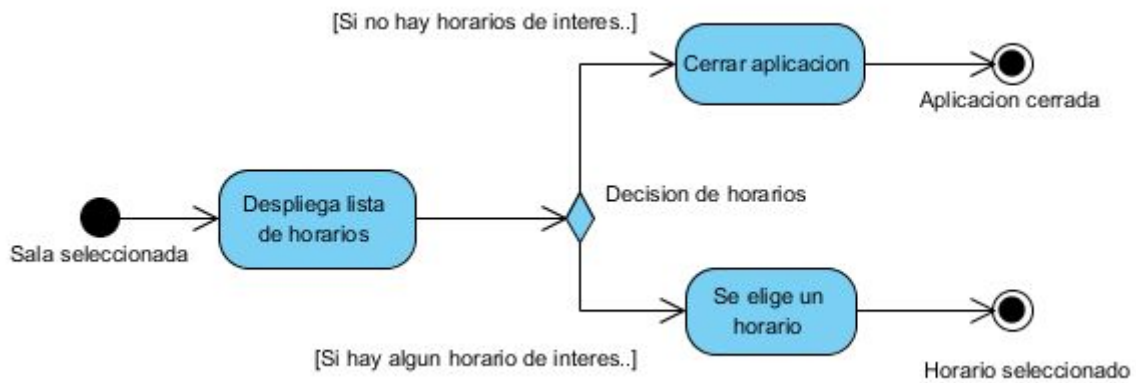 [Si no hay horarios de interes..]
Cerrar aplicacion
Aplicacion cerrada
Despliega lista
de horarios
Decision de horarios
Sala seleccionada
Se elige un
horario
[Si hay algun horario de interes..]
Horario seleccionado